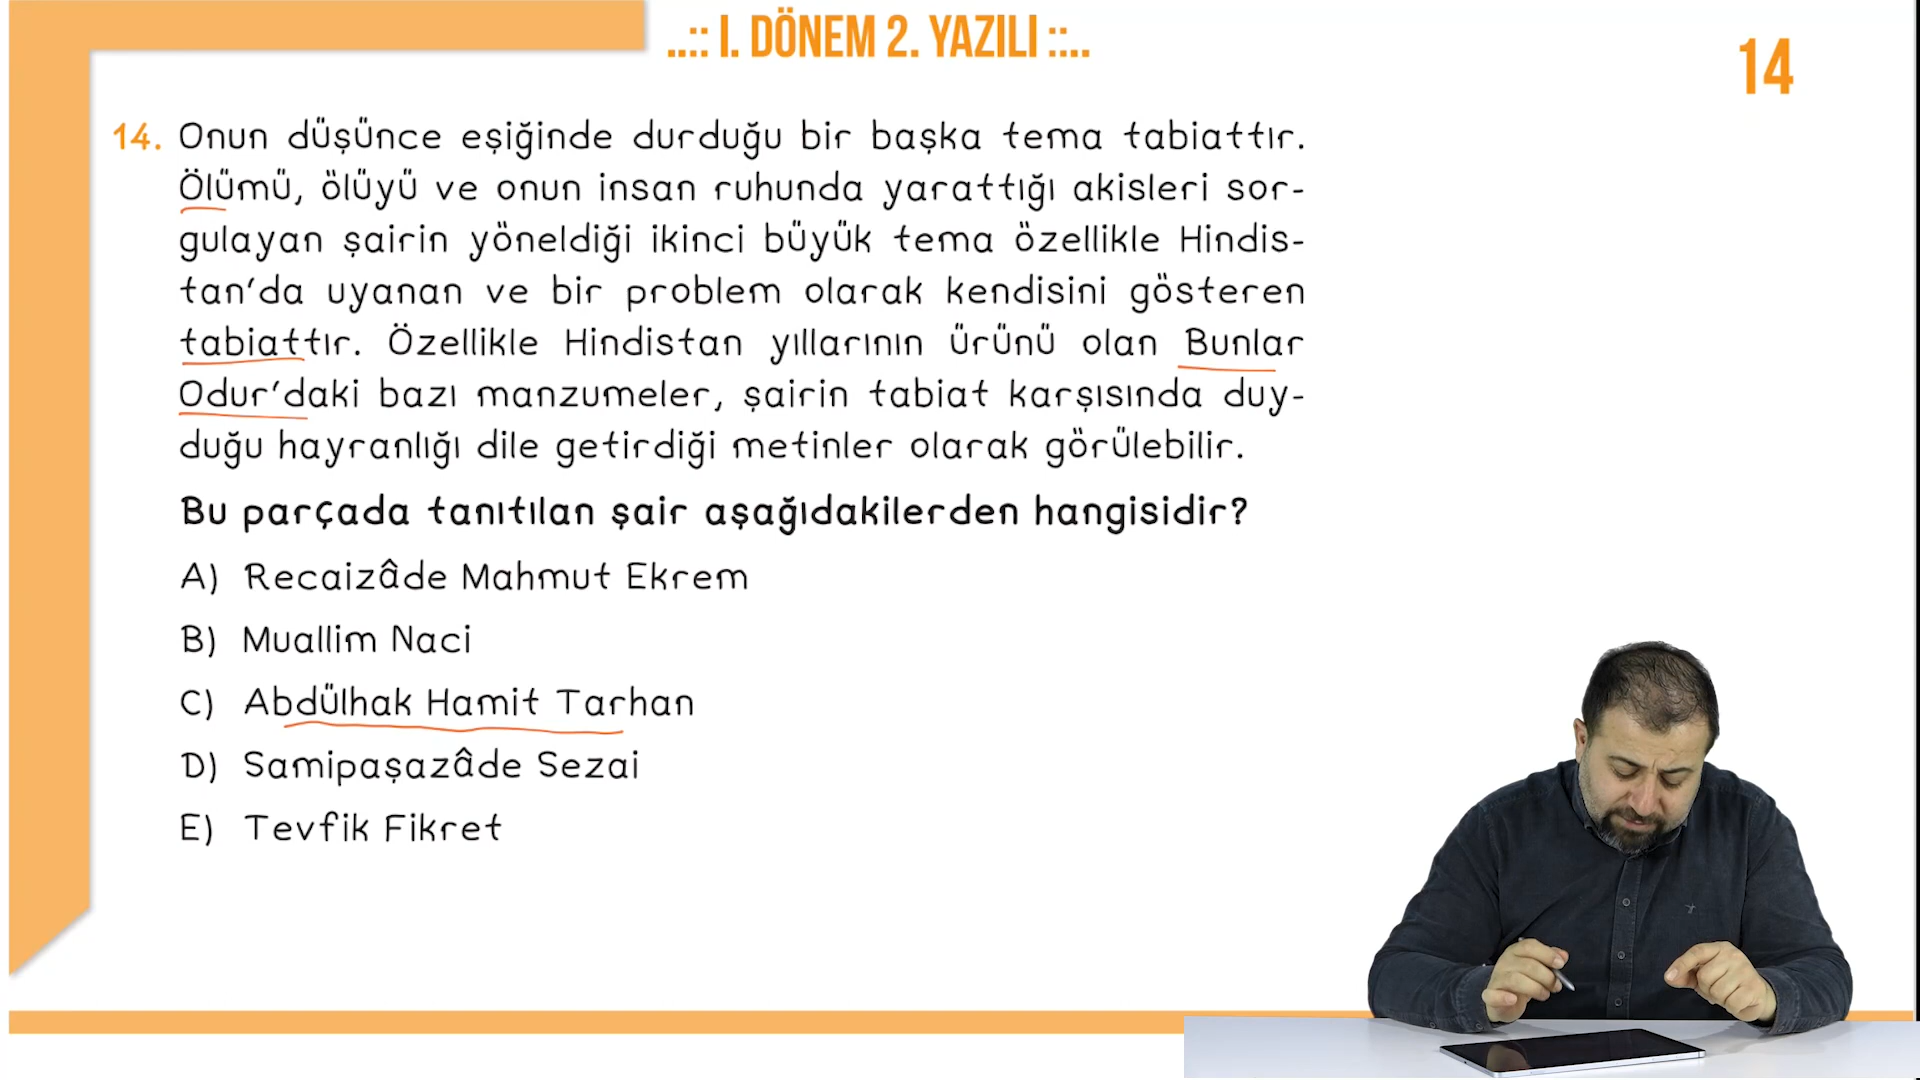 ..:: I. DÖNEM 2. YAZILI ::..
14
14. Onun düşünce eşiğinde durduğu bir başka tema tabiattır.
Ölümü, ölüyü ve onun insan ruhunda yarattığı akisleri sor-
gulayan şairin yöneldiği ikinci büyük tema özellikle Hindis-
tan'da uyanan ve bir problem olarak kendisini gösteren
tabiattır. Özellikle Hindistan yıllarının ürünü olan Bunlar
Odur'daki bazı manzumeler, şairin tabiat karşısında duy-
duğu hayranlığı dile getirdiği metinler olarak görülebilir.
Bu parçada tanıtılan şair aşağıdakilerden hangisidir?
A) Recaizâde Mahmut Ekrem
B) Muallim Naci
C) Abdülhak Hamit Tarhan
D) Samipaşazâde Sezai
E) Tevfik Fikret